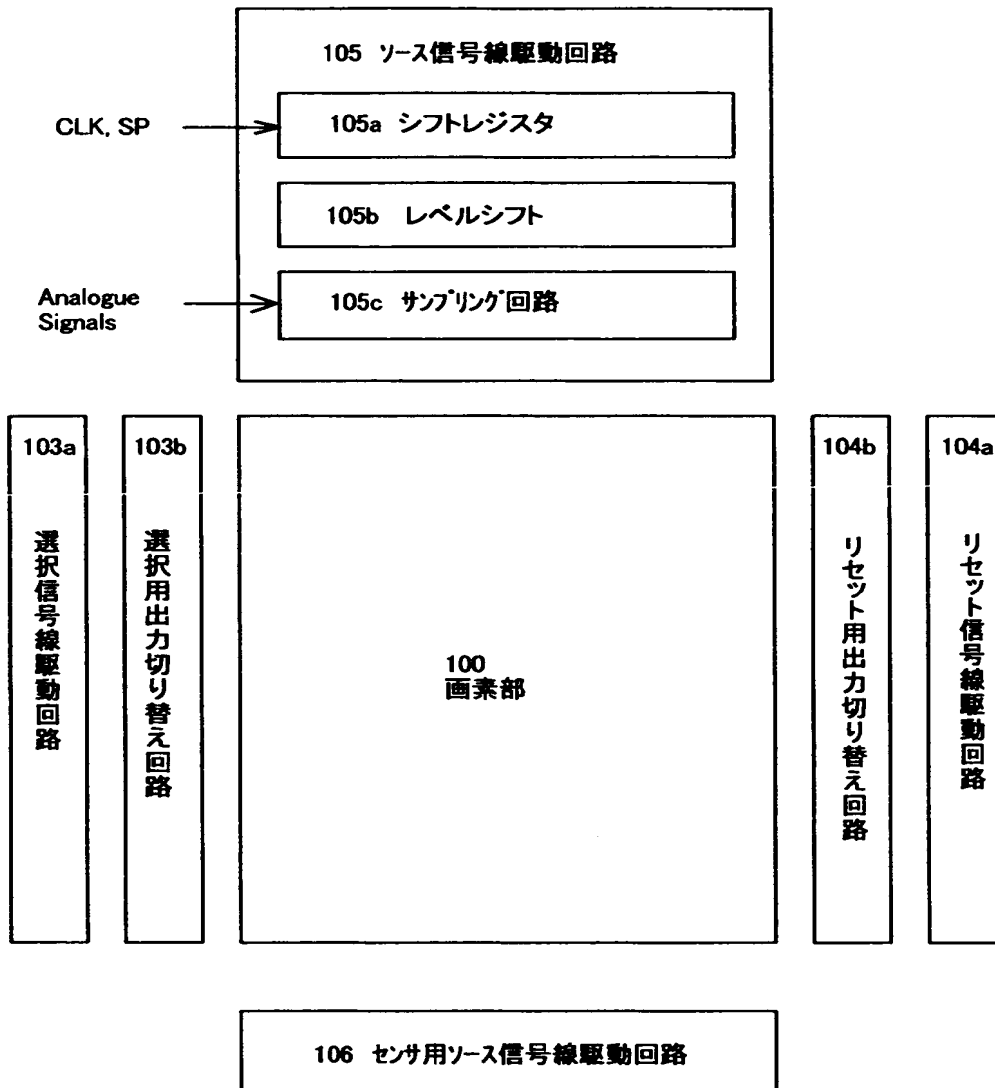 105 ソース信号線駆動回路
CLK, SP
105a シフトレジスタ
105b レベルシフト
Analogue
Signals
105c サンプリング回路
103a
選択信号線駆動回路
103b
選択用出力切り替え回路
100
画素部
104b
リセット用出力切り替え回路
104a
リセット信号線駆動回路
106 センサ用ソース信号線駆動回路